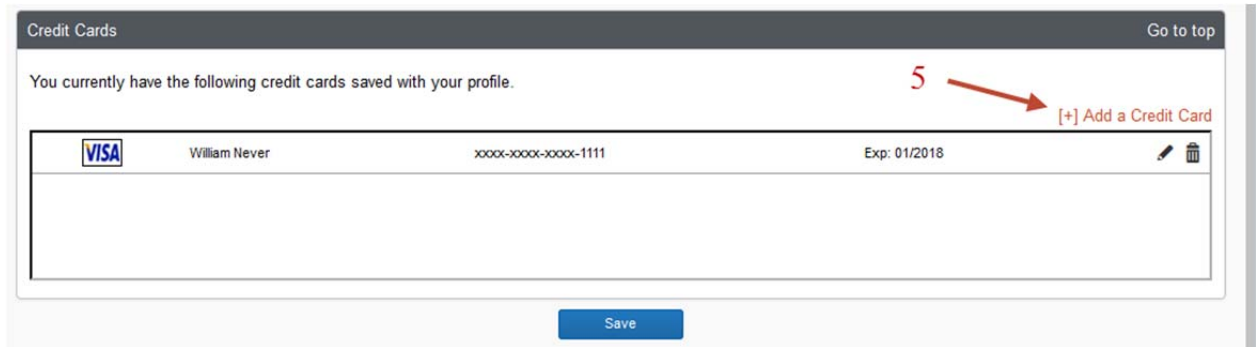 Credit Cards Go to top
You currently have the following credit cards saved with your profile.
5
[+] Add a Credit Card
VISA William Never xxxx-xxxx-xxxx-1111 Exp: 01/2018
Save